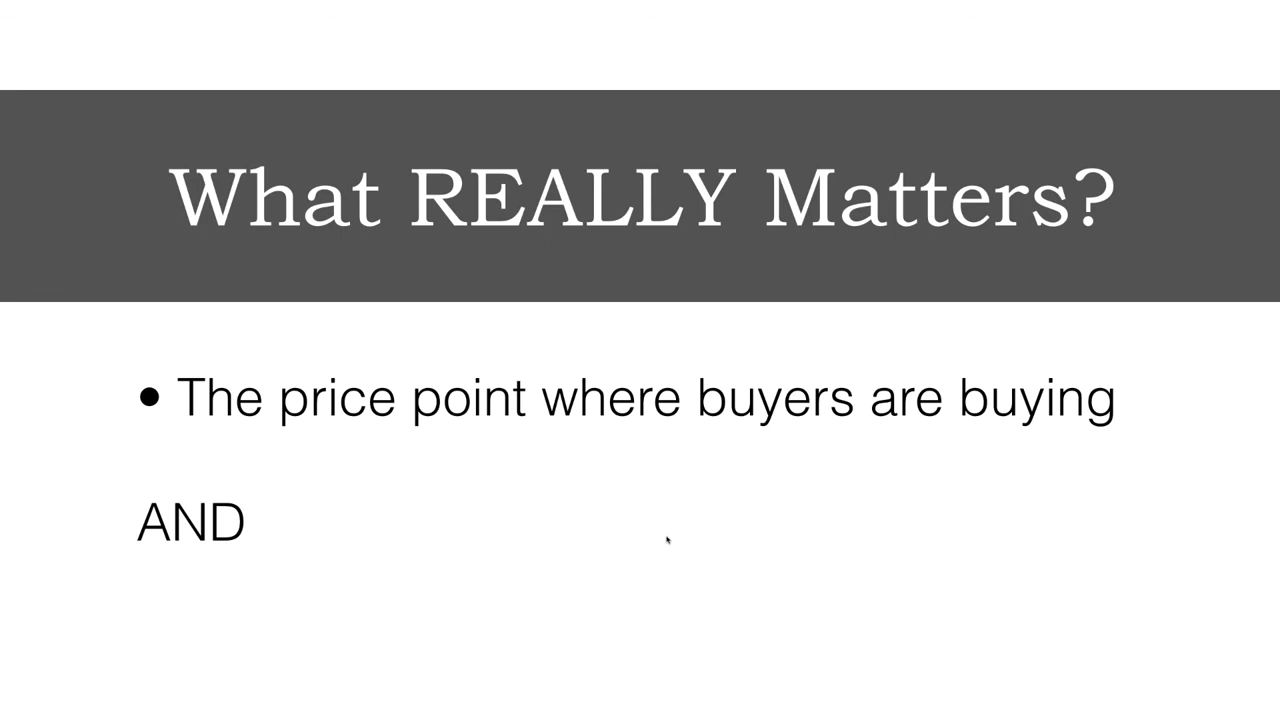 What REALLY Matters?
• The price point where buyers are buying
AND